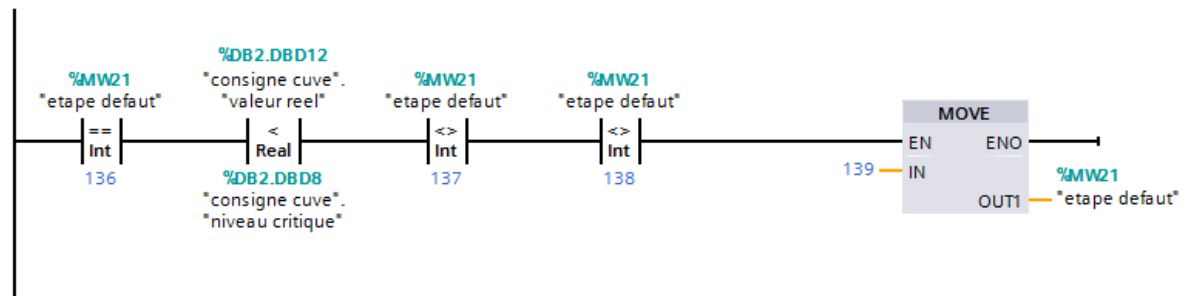 %DB2.DBD12
%MW21 "consigne cuve". %MW21 %MW21
"etape defaut" "valeur reel" "etape defaut" "etape defaut"
MOVE
== < <> <>
Int Real Int Int EN ENO
136 %DB2.DBD8 137 138 139 IN %MW21
"consigne cuve". OUT1 "etape defaut"
"niveau critique"